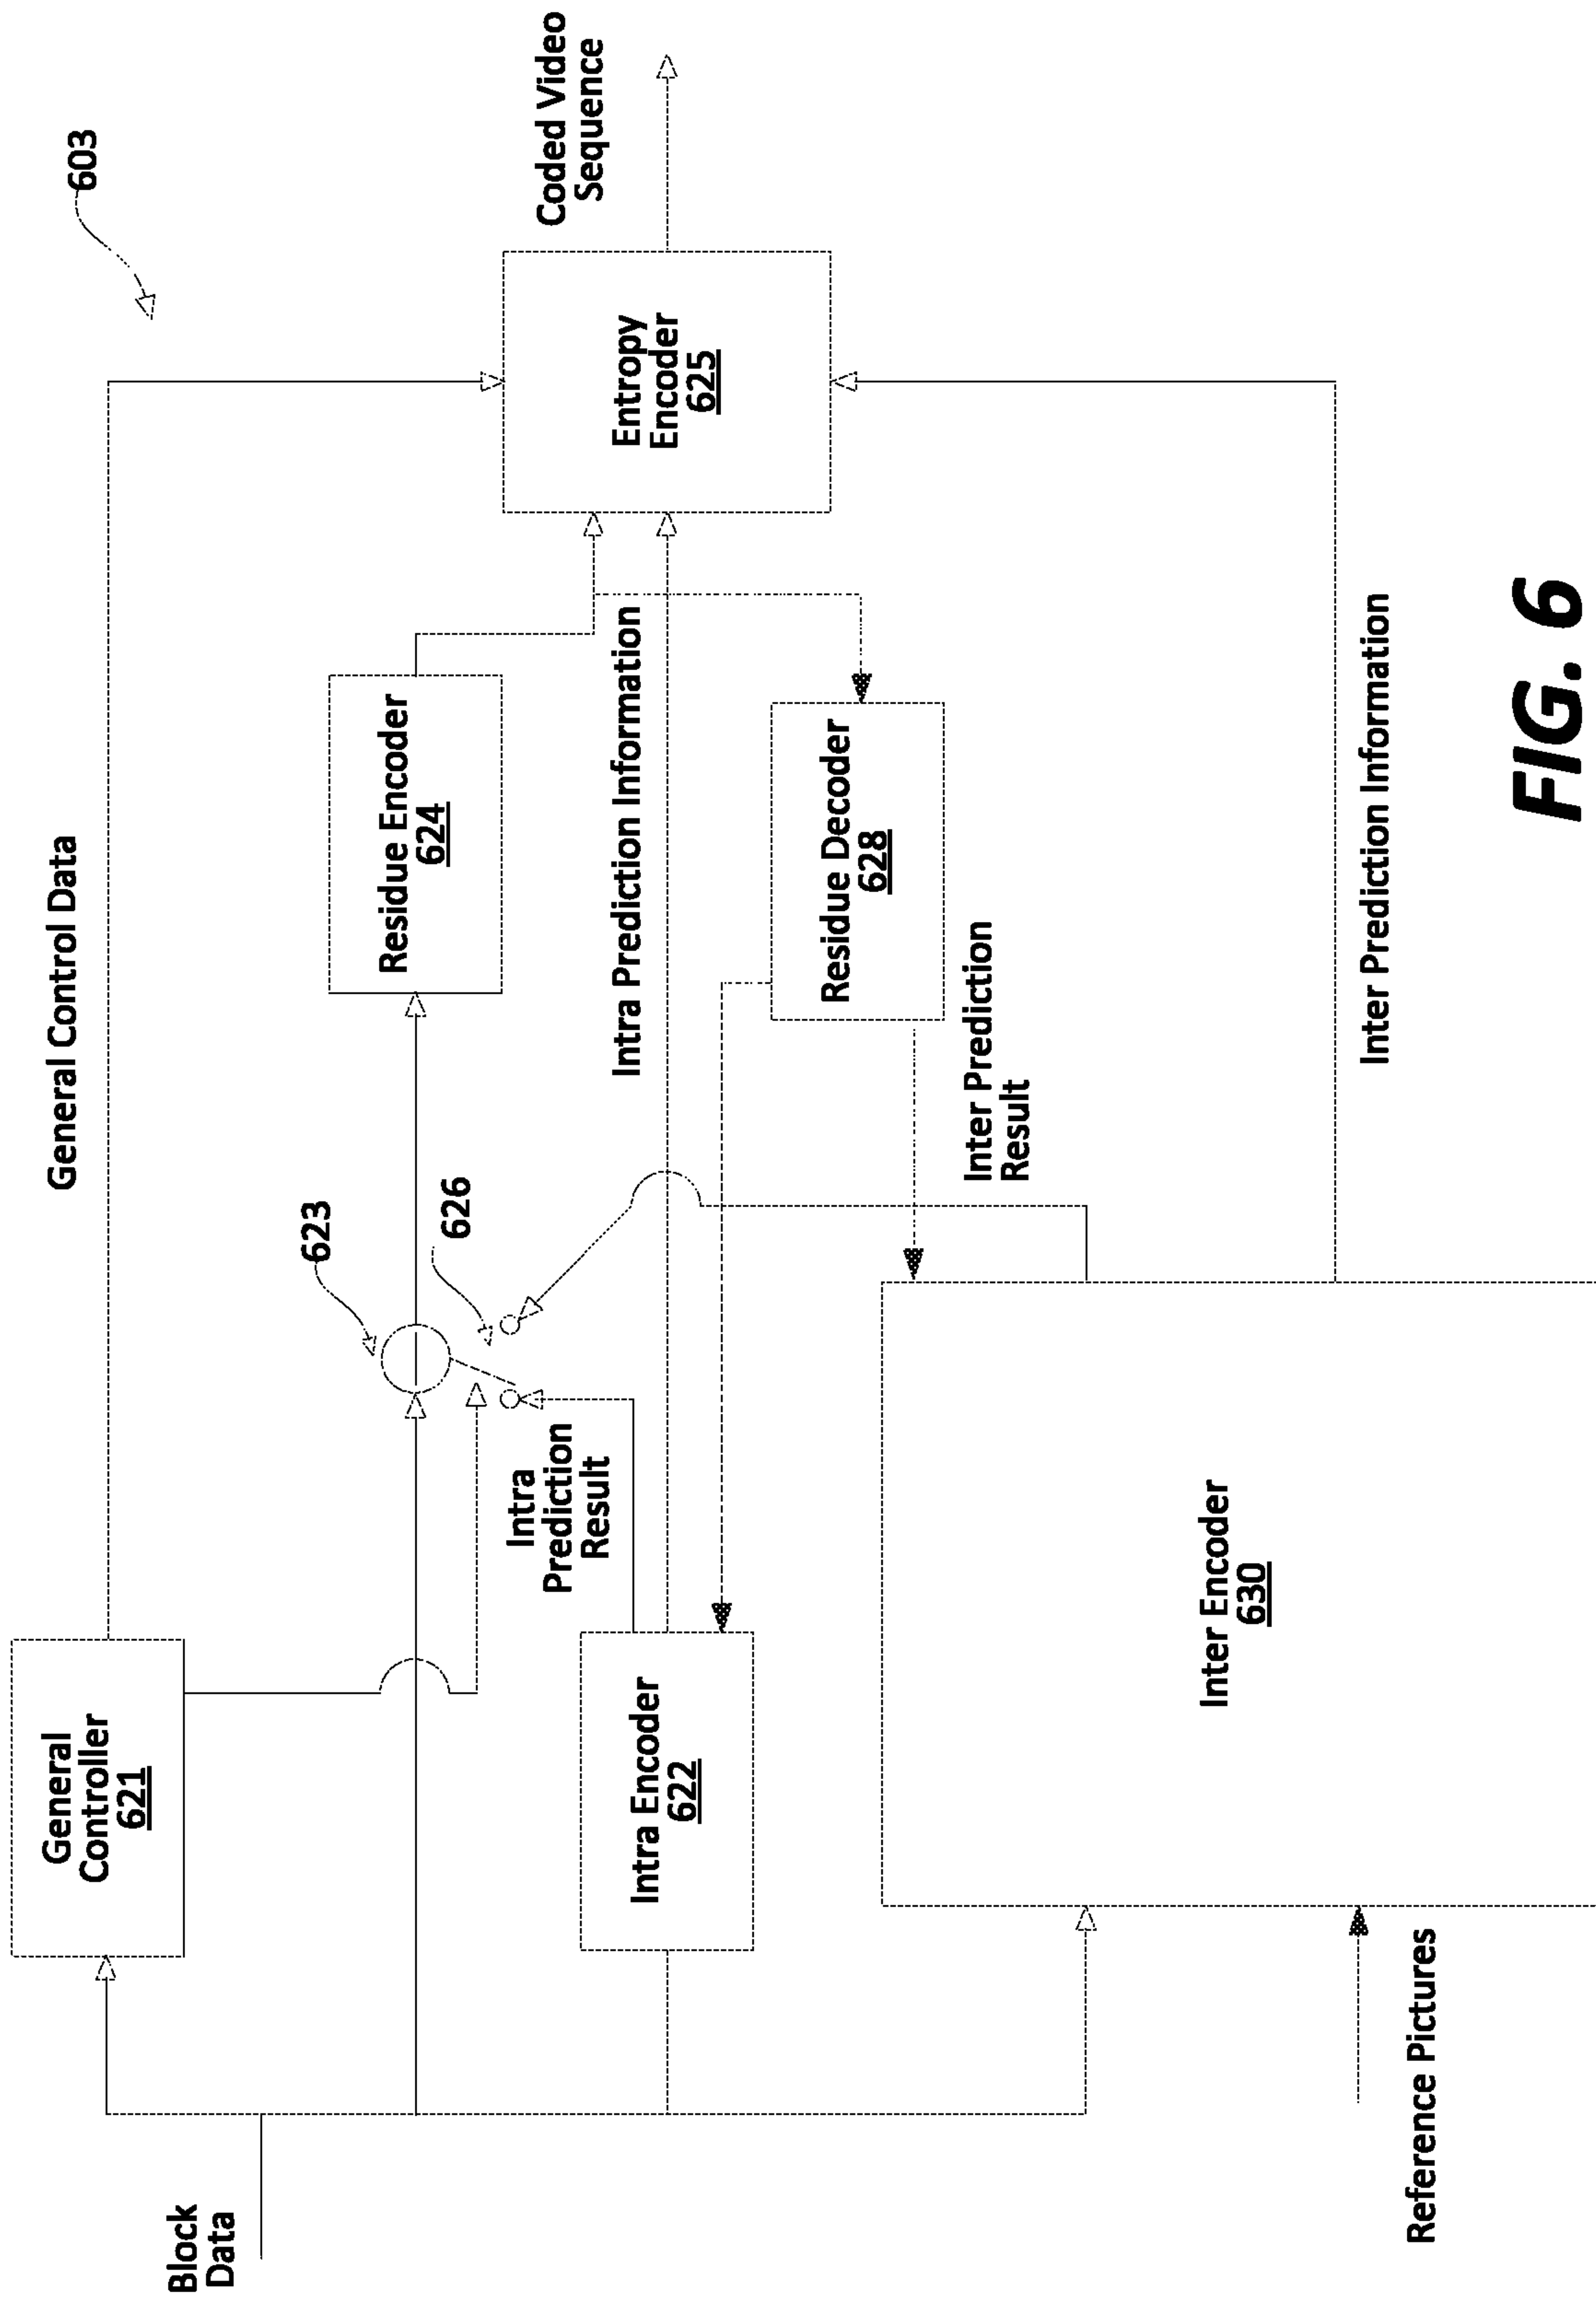 603
General Control Data
General
Controller
621
Block
Data
623
626
Residue Encoder
624
Coded Video
Sequence
Entropy
Encoder
625
Intra
Prediction
Result
Intra Prediction Information
Intra Encoder
622
Residue Decoder
628
Inter Prediction
Result
Inter Encoder
630
Inter Prediction Information
Reference Pictures
FIG. 6